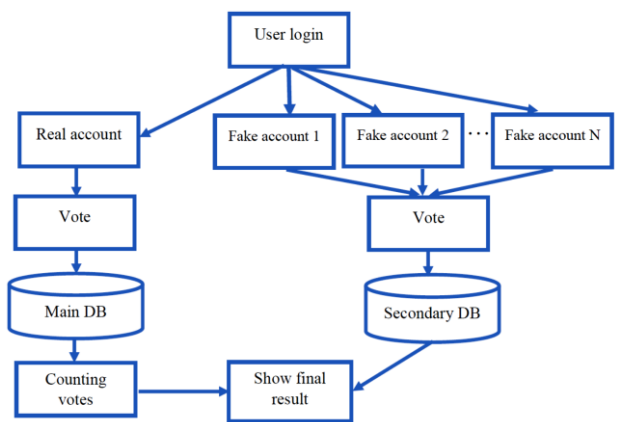 User login
Real account
Fake account 1
Fake account 2
...
Fake account N
Vote
Vote
Main DB
Secondary DB
Counting
votes
Show final
result